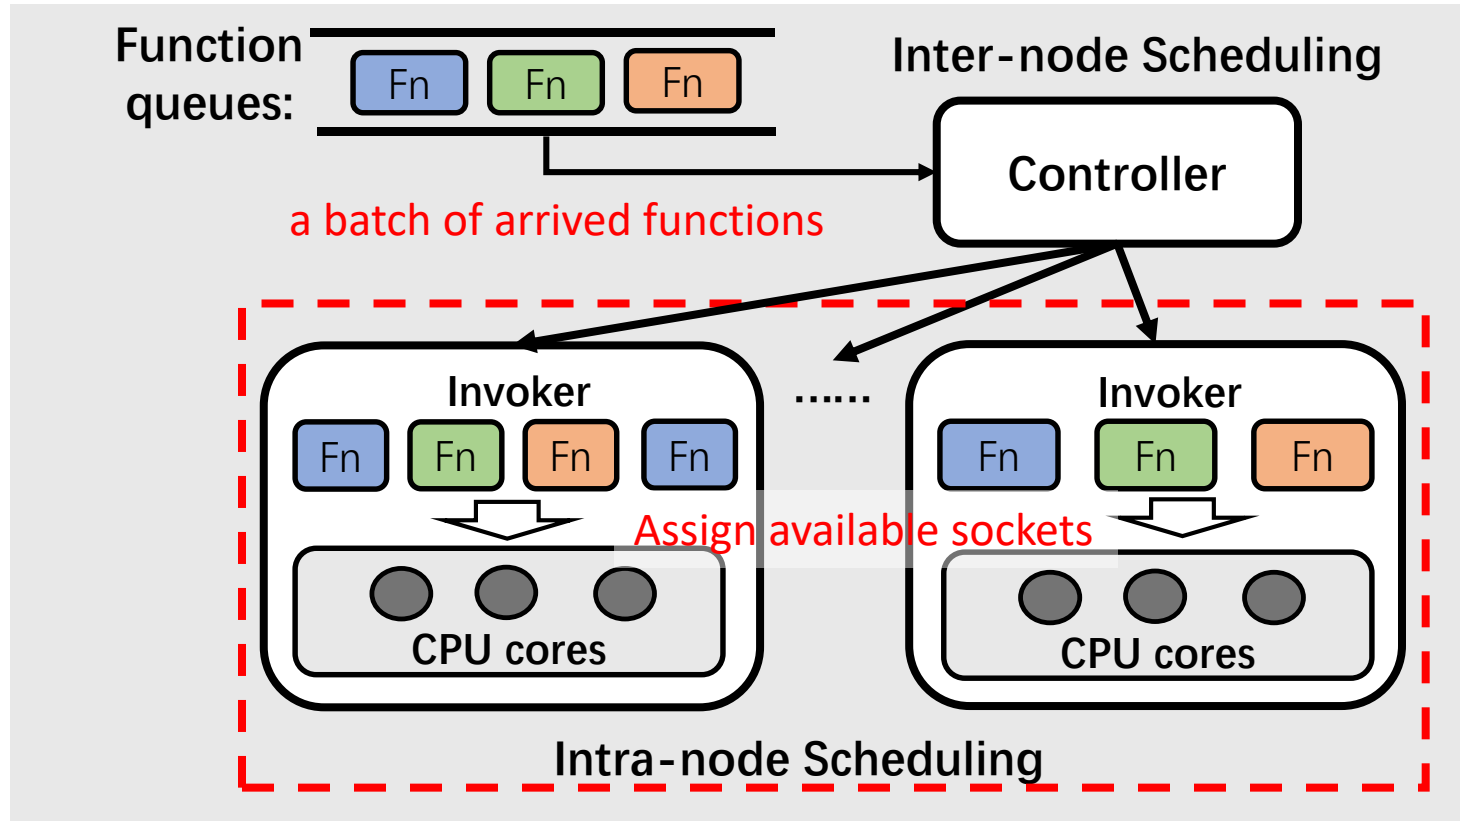 Function
queues:
Fn Fn Fn
Inter-node Scheduling
Controller
a batch of arrived functions
Invoker
Fn Fn Fn Fn
......
Invoker
Fn Fn Fn
Assign available sockets
CPU cores
CPU cores
Intra-node Scheduling